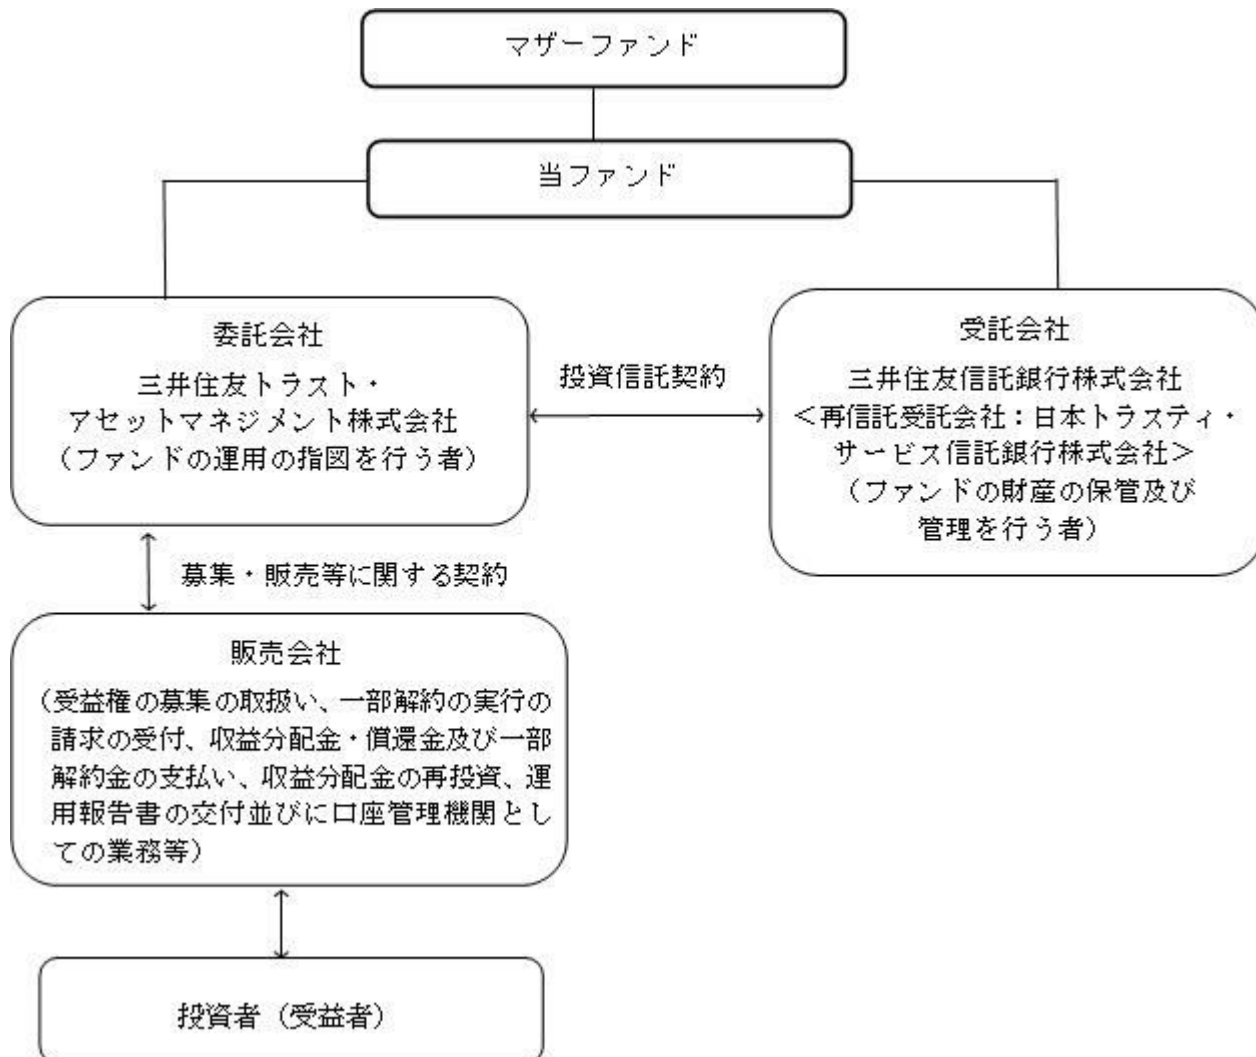 マザーファンド
当ファンド
委託会社
三井住友トラスト・
アセットマネジメント株式会社
（ファンドの運用の指図を行う者）
投資信託契約
受託会社
三井住友信託銀行株式会社
＜再信託受託会社：日本トラスティ・
サービス信託銀行株式会社＞
（ファンドの財産の保管及び
管理を行う者）
募集・販売等に関する契約
販売会社
（受益権の募集の取扱い、一部解約の実行の
請求の受付、収益分配金・償還金及び一部
解約金の支払い、収益分配金の再投資、運
用報告書の交付並びに口座管理機関とし
ての業務等）
投資者（受益者）